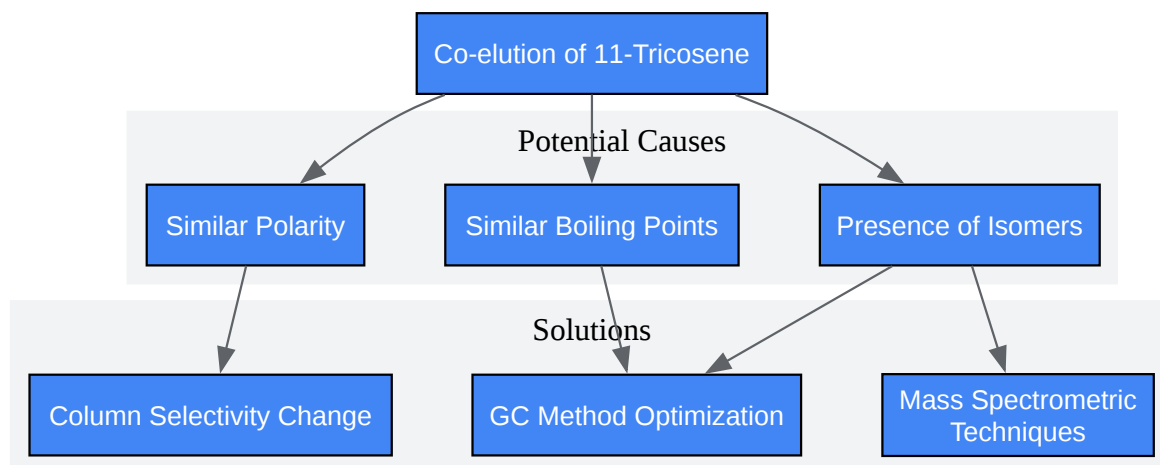 Co-elution of 11-Tricosene
Potential Causes
Similar Polarity
Similar Boiling Points
Presence of Isomers
Solutions
Column Selectivity Change
GC Method Optimization
Mass Spectrometric
Techniques